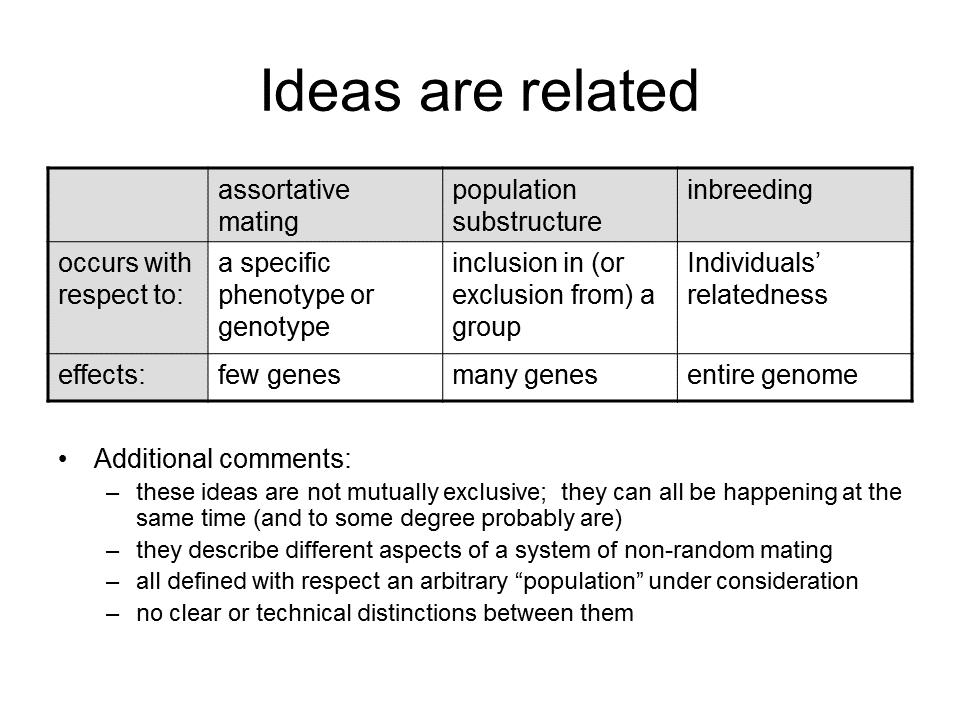 Ideas are related
assortative mating
population substructure
inbreeding
occurs with respect to:
a specific phenotype or genotype
inclusion in (or exclusion from) a group
Individuals’ relatedness
effects:
few genes
many genes
entire genome
• Additional comments:
– these ideas are not mutually exclusive;  they can all be happening at the
same time (and to some degree probably are)
– they describe different aspects of a system of non-random mating
– all defined with respect an arbitrary “population” under consideration
– no clear or technical distinctions between them